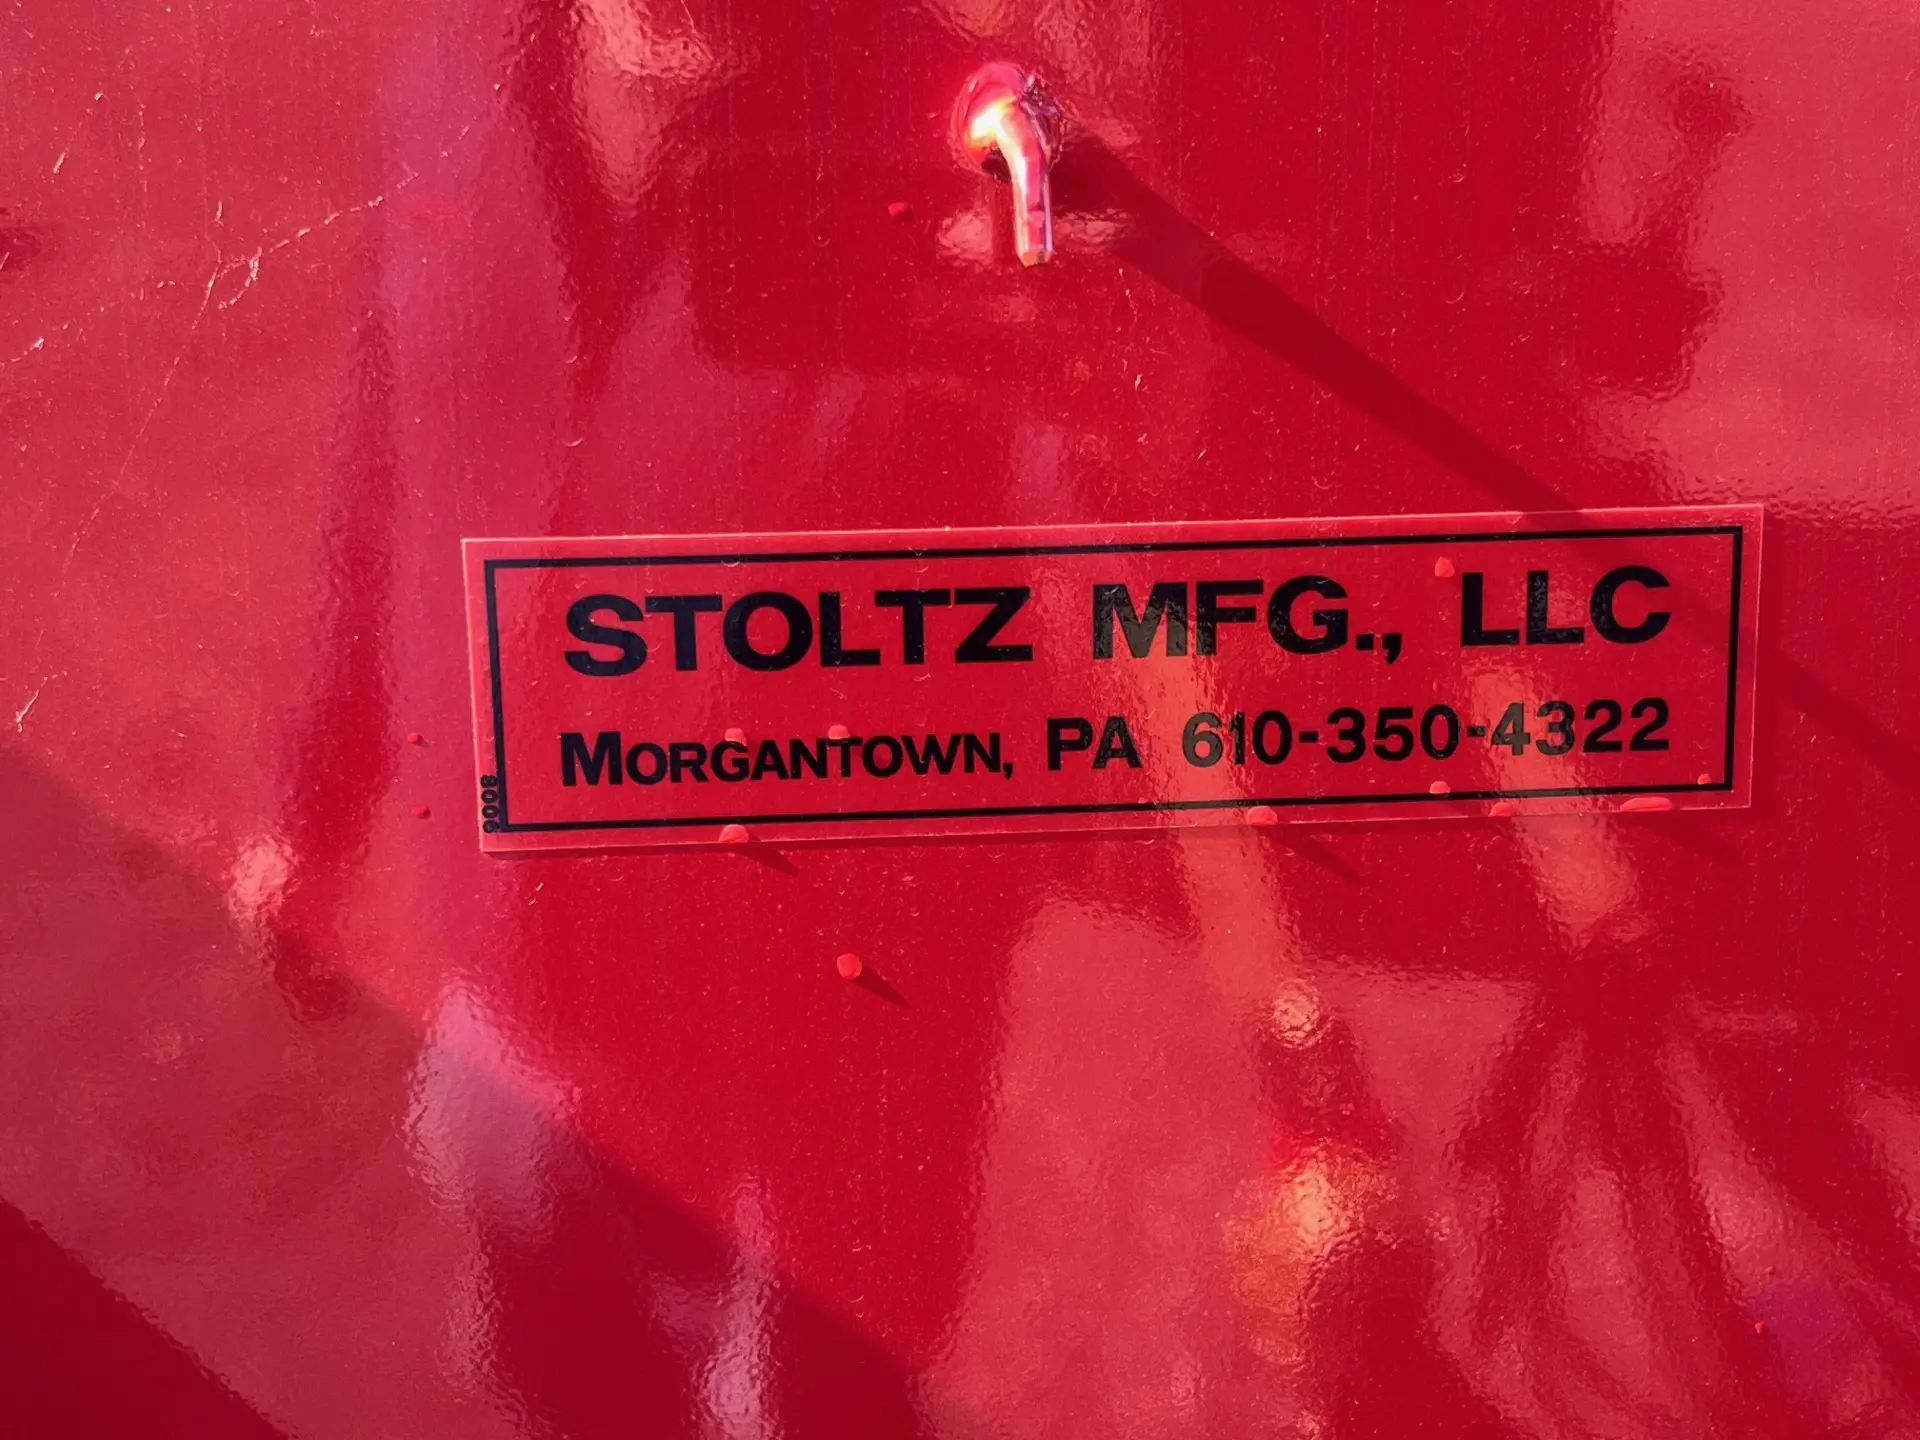 STOLTZ MFG., LLC
MORGANTOWN, PA 610-350-4322